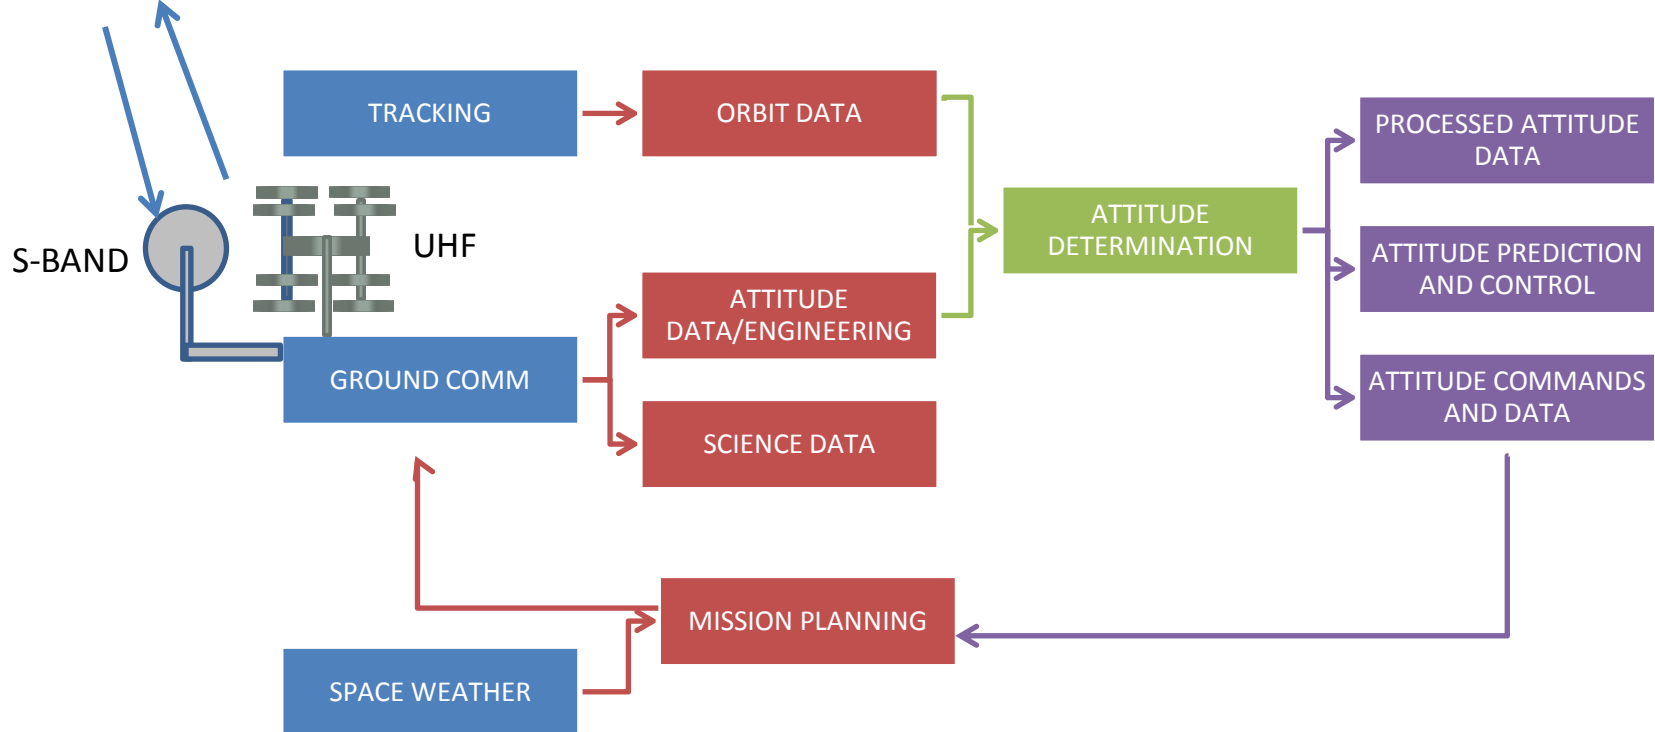 TRACKING
ORBIT DATA
PROCESSED ATTITUDE
DATA
S-BAND
UHF
ATTITUDE
DETERMINATION
ATTITUDE PREDICTION
AND CONTROL
ATTITUDE
DATA/ENGINEERING
GROUND COMM
ATTITUDE COMMANDS
AND DATA
SCIENCE DATA
MISSION PLANNING
SPACE WEATHER